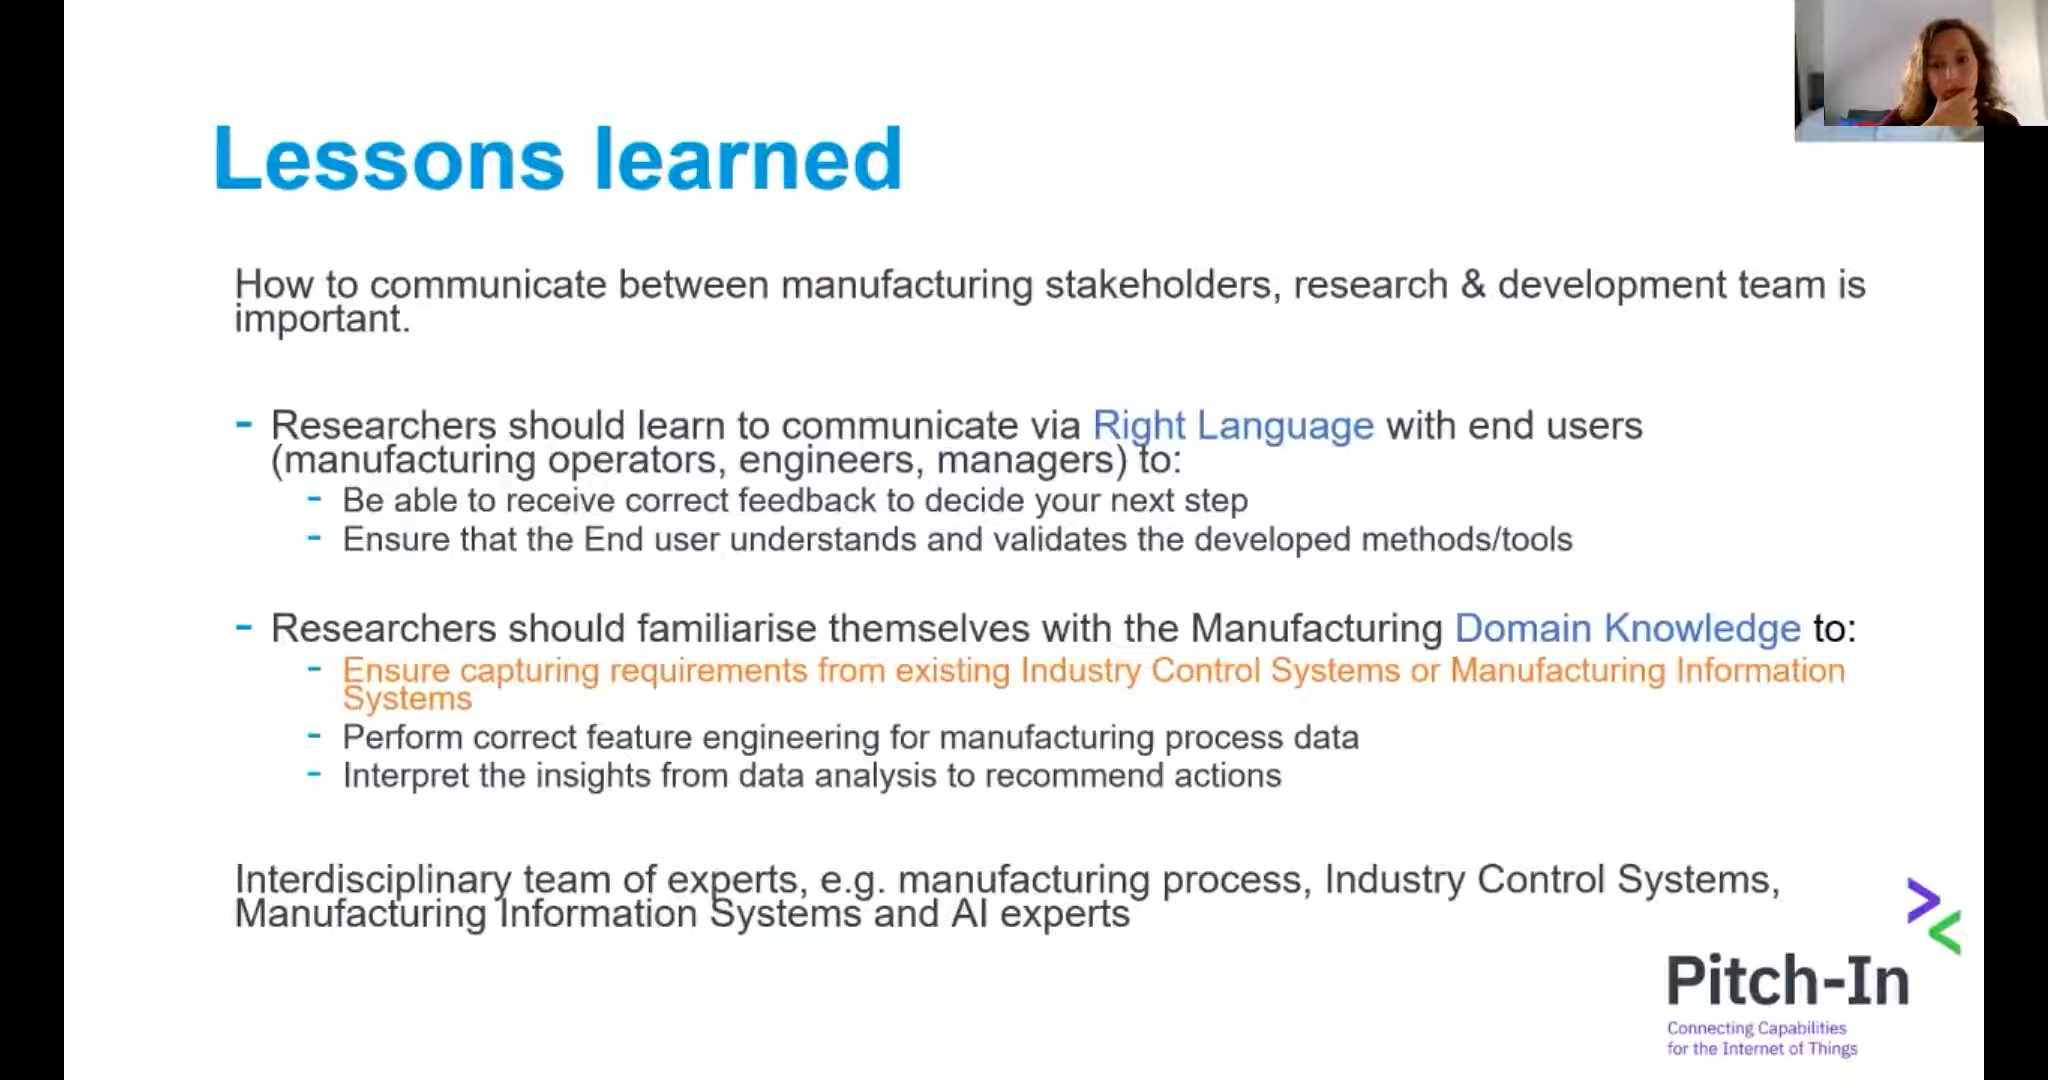 Lessons learned
How to communicate between manufacturing stakeholders, research & development team is
important.
- Researchers should learn to communicate via Right Language with end users
(manufacturing operators, engineers, managers) to:
- Be able to receive correct feedback to decide your next step
- Ensure that the End user understands and validates the developed methods/tools
- Researchers should familiarise themselves with the Manufacturing Domain Knowledge to:
- Ensure capturing requirements from existing Industry Control Systems or Manufacturing Information
Systems
- Perform correct feature engineering for manufacturing process data
- Interpret the insights from data analysis to recommend actions
Interdisciplinary team of experts, e.g. manufacturing process, Industry Control Systems,
Manufacturing Information Systems and AI experts
Pitch-In
Connecting Capabilities
for the Internet of Things